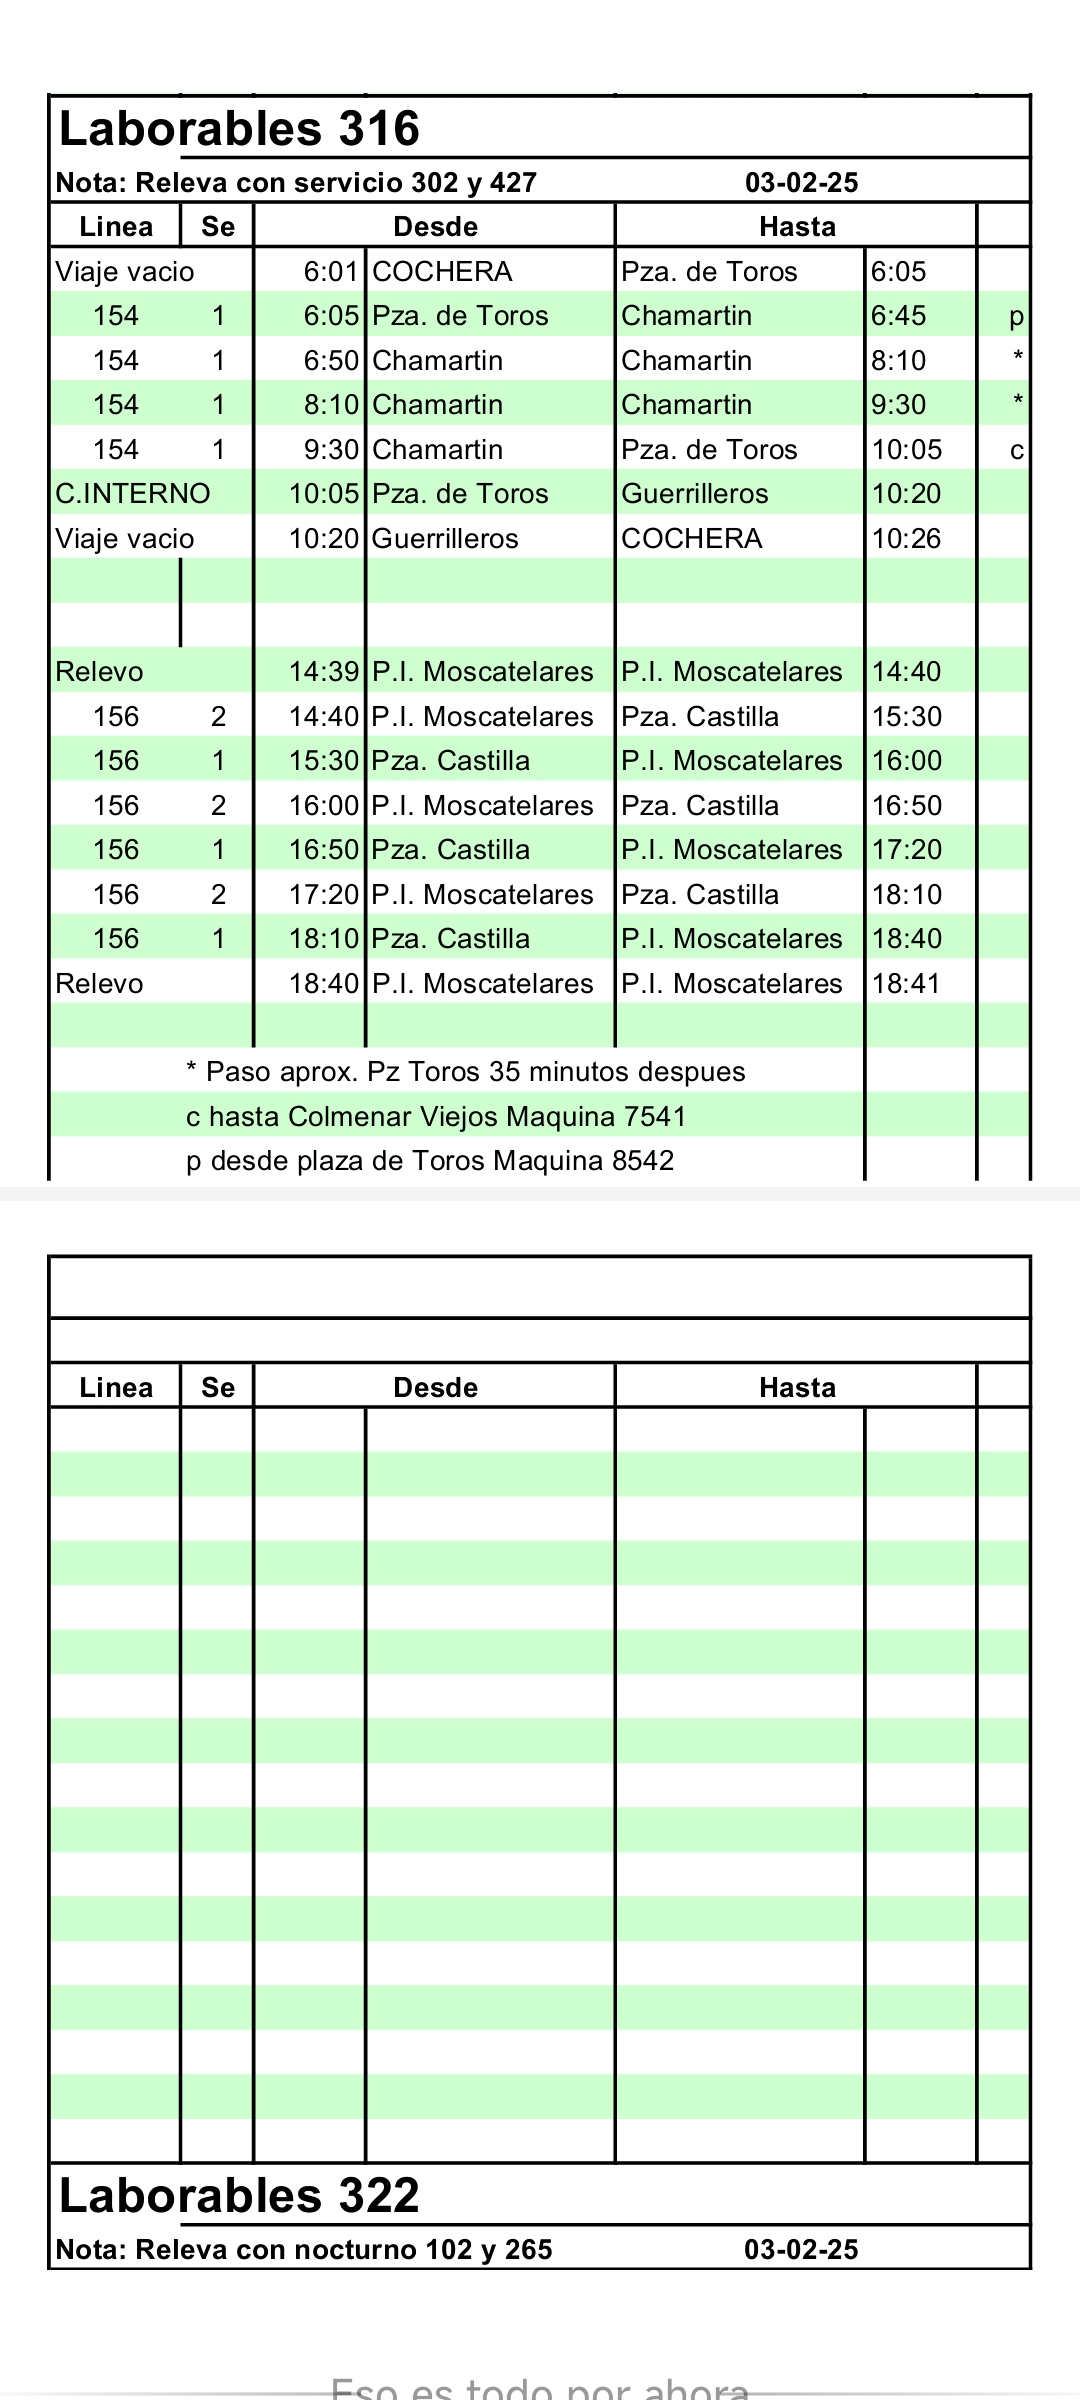 Laborables 316
Nota: Releva con servicio 302 y 427 03-02-25
Linea Se Desde Hasta
Viaje vacio 6:01 COCHERA Pza. de Toros 6:05
154 1 6:05 Pza. de Toros Chamartin 6:45 p
154 1 6:50 Chamartin Chamartin 8:10 *
154 1 8:10 Chamartin Chamartin 9:30 *
154 1 9:30 Chamartin Pza. de Toros 10:05 c
C.INTERNO 10:05 Pza. de Toros Guerrilleros 10:20
Viaje vacio 10:20 Guerrilleros COCHERA 10:26
Relevo 14:39 P.I. Moscatelares P.I. Moscatelares 14:40
156 2 14:40 P.I. Moscatelares Pza. Castilla 15:30
156 1 15:30 Pza. Castilla P.I. Moscatelares 16:00
156 2 16:00 P.I. Moscatelares Pza. Castilla 16:50
156 1 16:50 Pza. Castilla P.I. Moscatelares 17:20
156 2 17:20 P.I. Moscatelares Pza. Castilla 18:10
156 1 18:10 Pza. Castilla P.I. Moscatelares 18:40
Relevo 18:40 P.I. Moscatelares P.I. Moscatelares 18:41
* Paso aprox. Pz Toros 35 minutos despues
c hasta Colmenar Viejos Maquina 7541
p desde plaza de Toros Maquina 8542
Linea Se Desde Hasta
Laborables 322
Nota: Releva con nocturno 102 y 265 03-02-25
Eso es todo por ahora